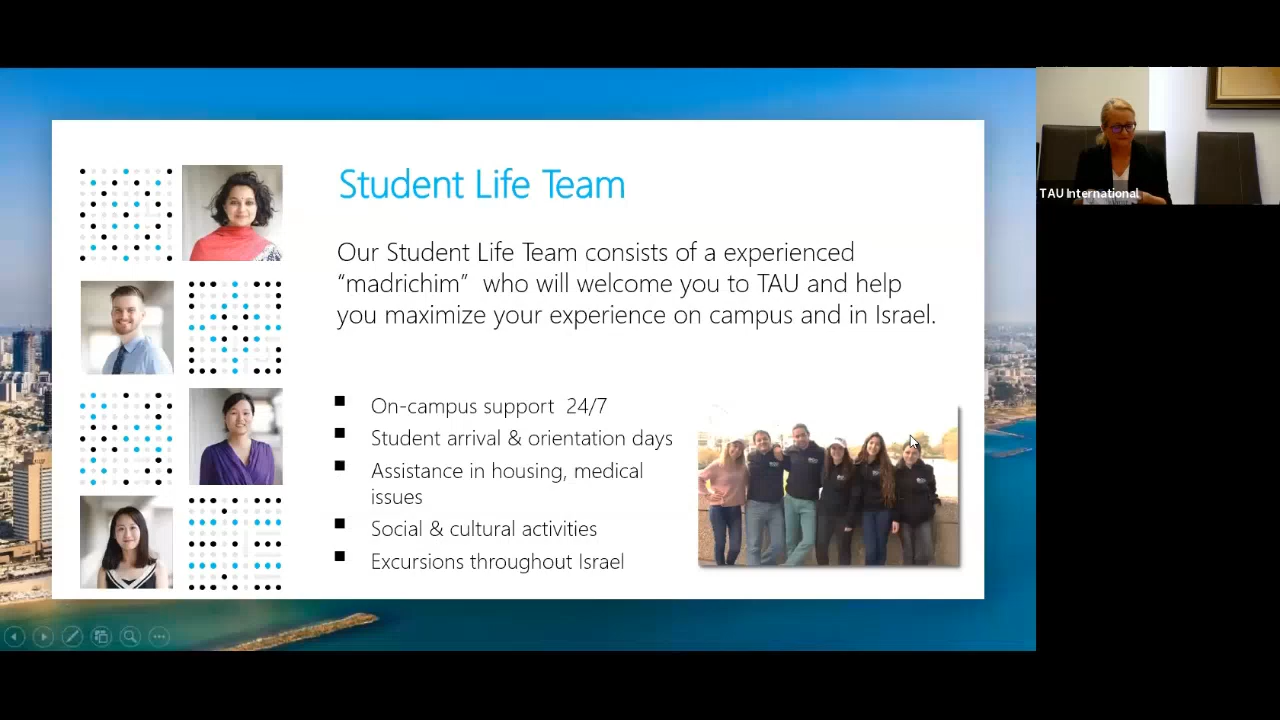 Student Life Team
Our Student Life Team consists of a experienced
“madrichim”  who will welcome you to TAU and help
you maximize your experience on campus and in Israel.
On-campus support  24/7
Student arrival & orientation days
Assistance in housing, medical
issues
Social & cultural activities
Excursions throughout Israel
TAU International